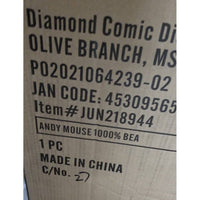 Diamond Comic Di
OLIVE BRANCH, MS
PO2021064239-02
JAN CODE: 45309565
Item#JUN218944
ANDY MOUSE 1000% BEA
1 PC
MADE IN CHINA
C/No. 27